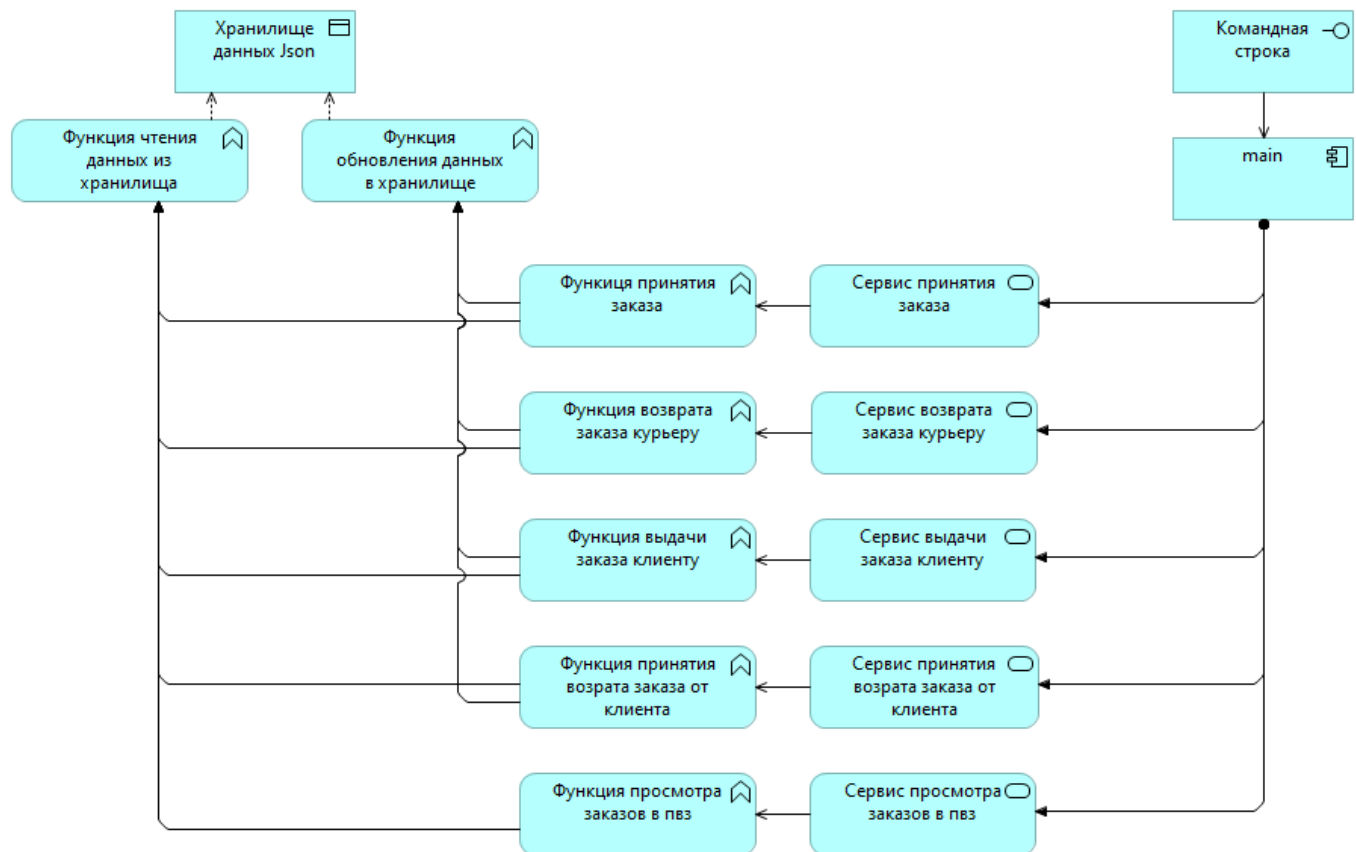 Хранилище
данных Json
Командная
строка
Функция чтения
данных из
хранилища
Функция
обновления данных
в хранилище
main
Функиця принятия
заказа
Сервис принятия
заказа
Функция возврата
заказа курьеру
Сервис возврата
заказа курьеру
Функция выдачи
заказа клиенту
Сервис выдачи
заказа клиенту
Функция принятия
возрата заказа от
клиента
Сервис принятия
возрата заказа от
клиента
Функция просмотра
заказов в пвз
Сервис просмотра
заказов в пвз